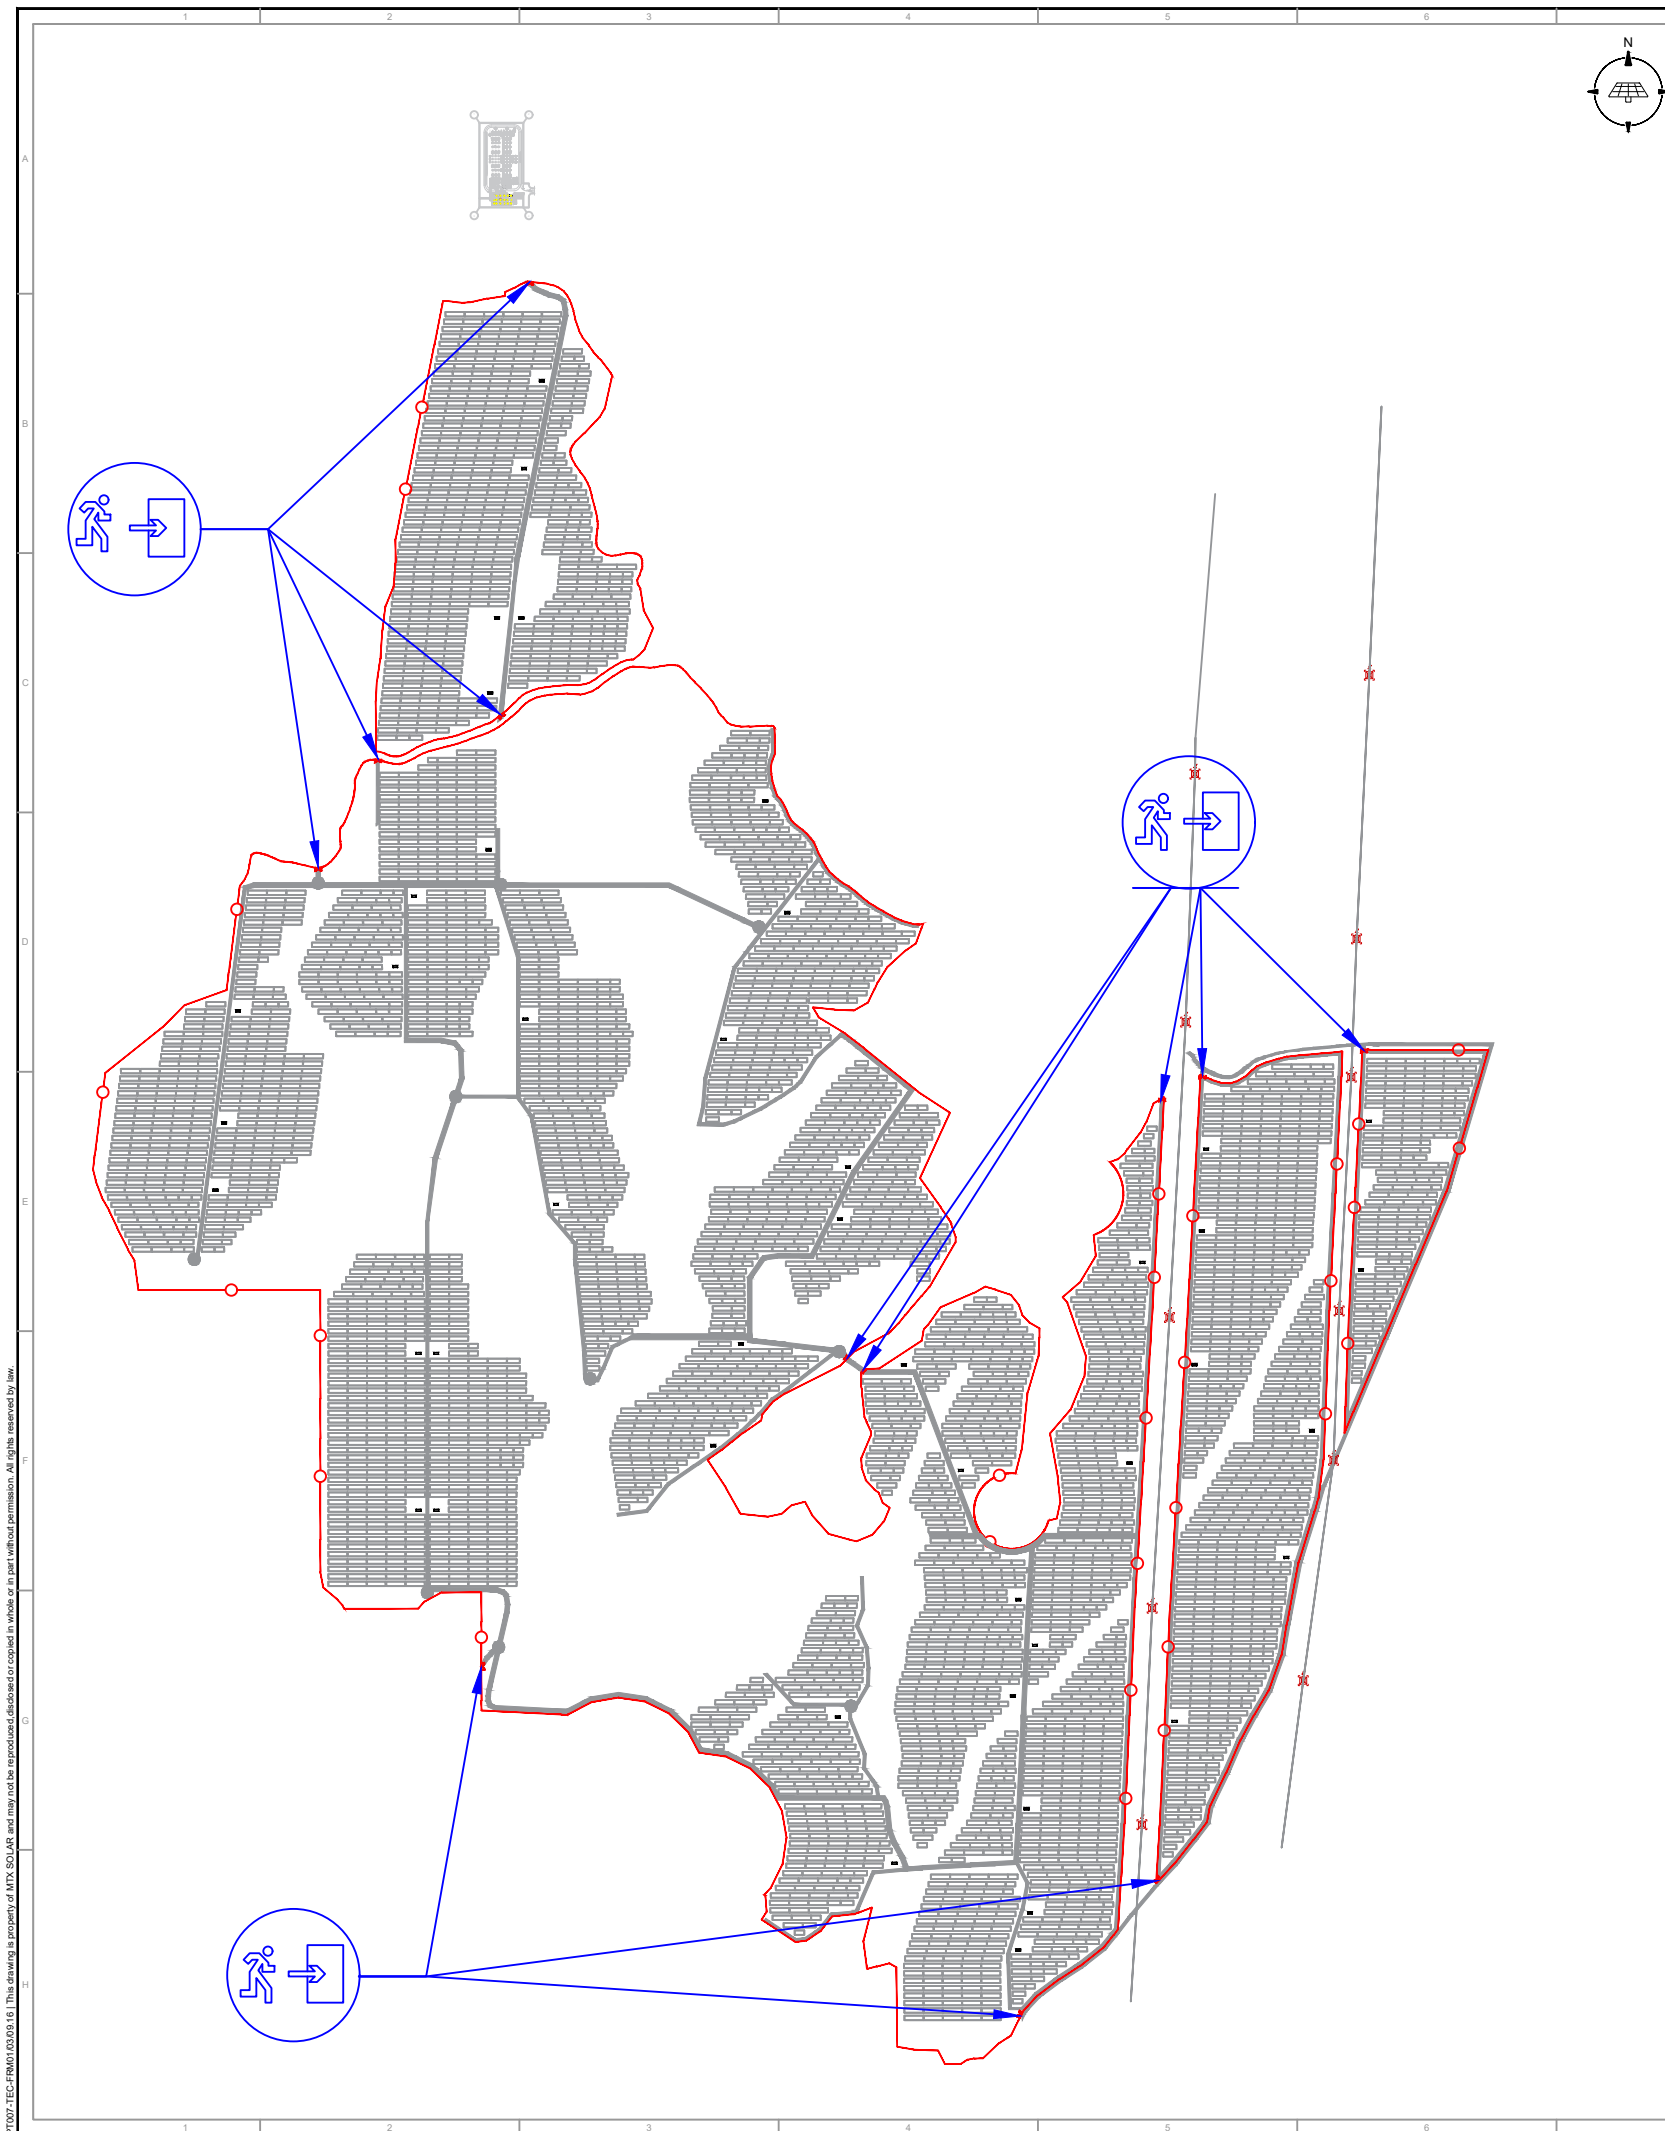 1 2 3 4 5 6
N
A
B
C
D
E
F
G
H
PT007-TEC-FRM01/03/09.16 | This drawing is property of MTX SOLAR and may not be reproduced, disclosed or copied in whole or in part without permission. All rights reserved by law.
1 2 3 4 5 6